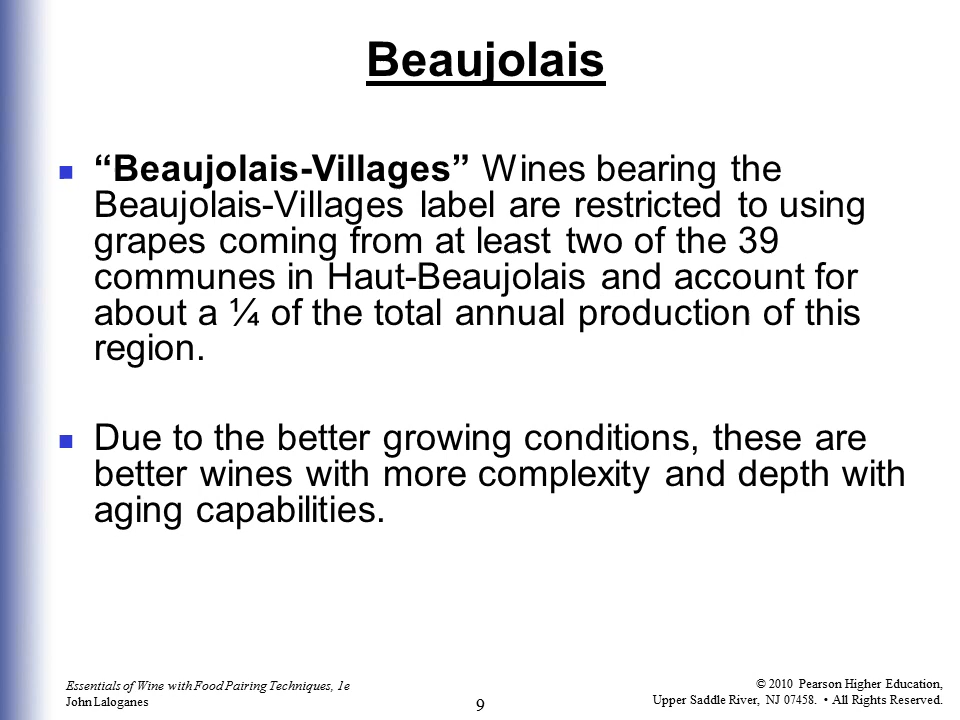 Beaujolais
“Beaujolais-Villages” Wines bearing the
Beaujolais-Villages label are restricted to using
grapes coming from at least two of the 39
communes in Haut-Beaujolais and account for
about a ¼ of the total annual production of this
region.
Due to the better growing conditions, these are
better wines with more complexity and depth with
aging capabilities.
Essentials of Wine with Food Pairing Techniques, 1e
John Laloganes
9
© 2010 Pearson Higher Education,
Upper Saddle River, NJ 07458. • All Rights Reserved.